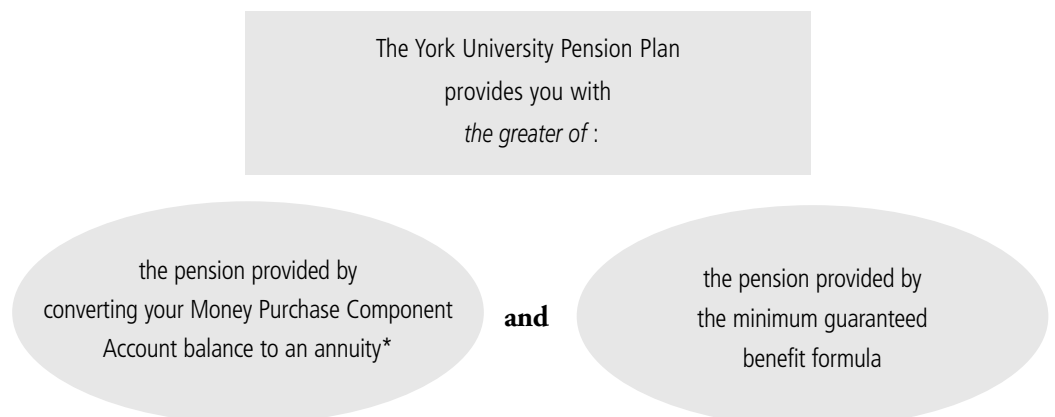 The York University Pension Plan
provides you with
the greater of :
the pension provided by
converting your Money Purchase Component
Account balance to an annuity*
and
the pension provided by
the minimum guaranteed
benefit formula